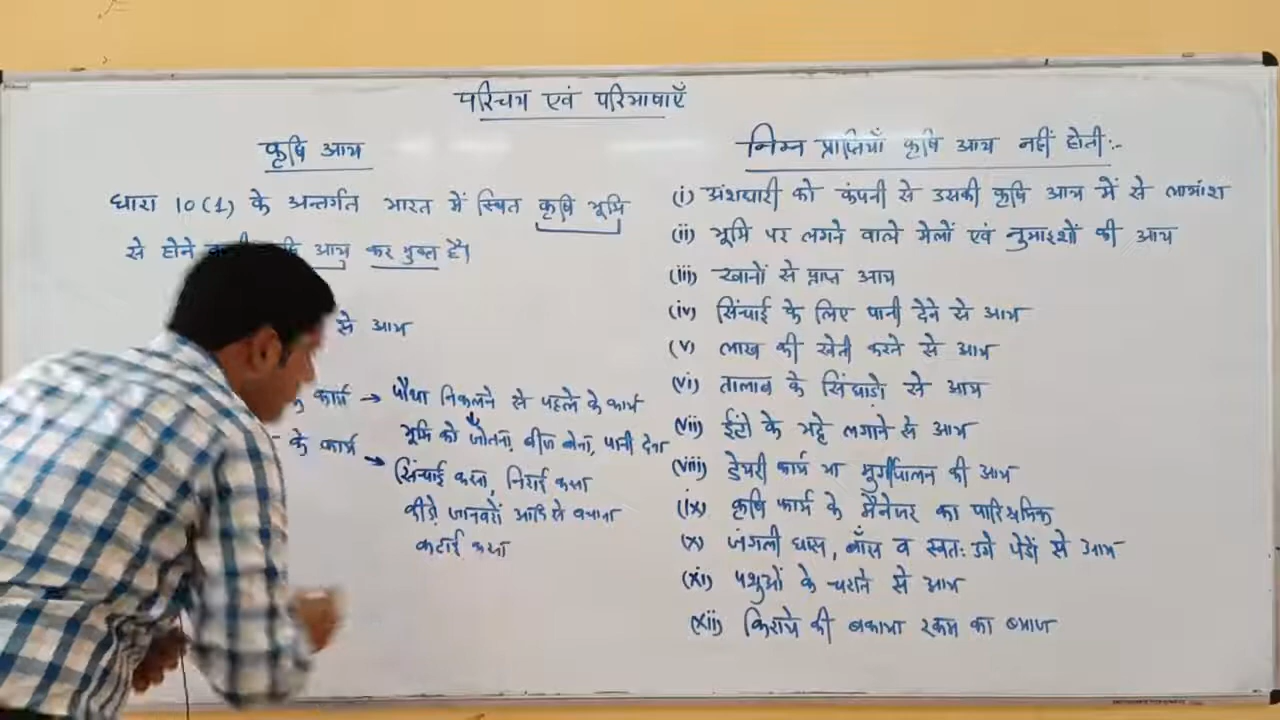 परिचय एवं परिभाषाएँ
कृषि आय
धारा 10(1) के अन्तर्गत भारत में स्थित कृषि भूमि
से होने आय कर मुक्त है।
से आय
कार्य → पौधा निकलने से पहले के कार्य
भूमि को जोतना, बीज बोना, पानी देना
के कार्य → सिंचाई करना, निराई करना
कीड़े जानवरों आदि से बचाना
कटाई करना
निम्न प्राप्तियाँ कृषि आय नहीं होती:-
(i) अंशधारी को कंपनी से उसकी कृषि आय में से लाभांश
(ii) भूमि पर लगने वाले मेलों एवं नुमाइशों की आय
(iii) खानों से प्राप्त आय
(iv) सिंचाई के लिए पानी देने से आय
(v) लाख की खेती करने से आय
(vi) तालाब के सिंघाडो से आय
(vii) ईंटो के भट्टे लगाने से आय
(viii) डेयरी फार्म या मुर्गीपालन की आय
(ix) कृषि फार्म के मैनेजर का पारिश्रमिक
(x) जंगली घास, बाँस व स्वतः उगे पेडों से आय
(xi) पशुओं के चराने से आय
(xii) किराये की बकाया रकम का ब्याज